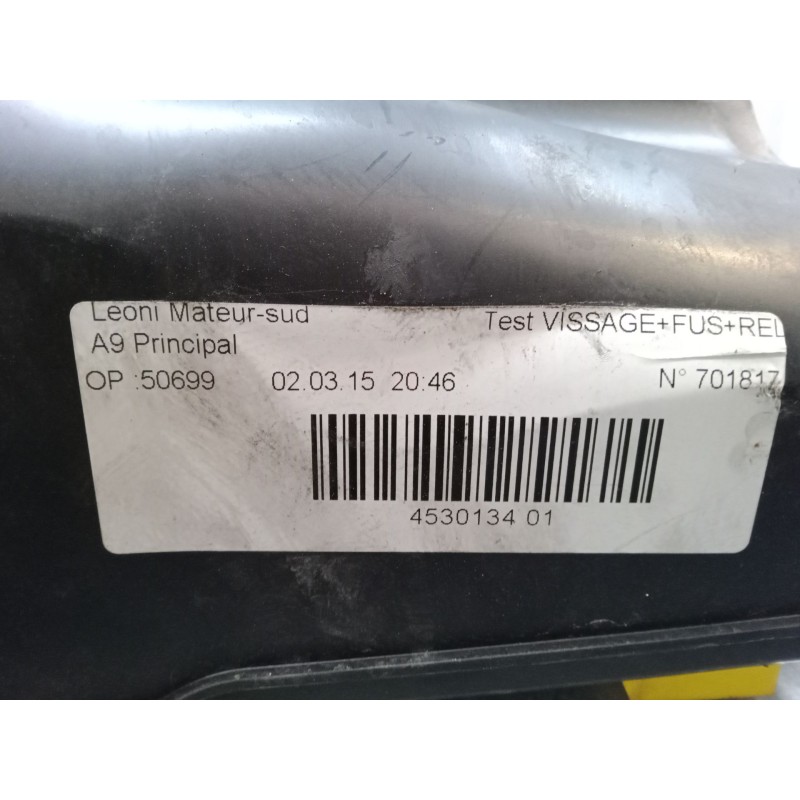 Leoni Mateur-sud Test VISSAGE+FUS+REL
A9 Principal
OP :50699 02.03.15 20:46 N° 701817
4530134 01